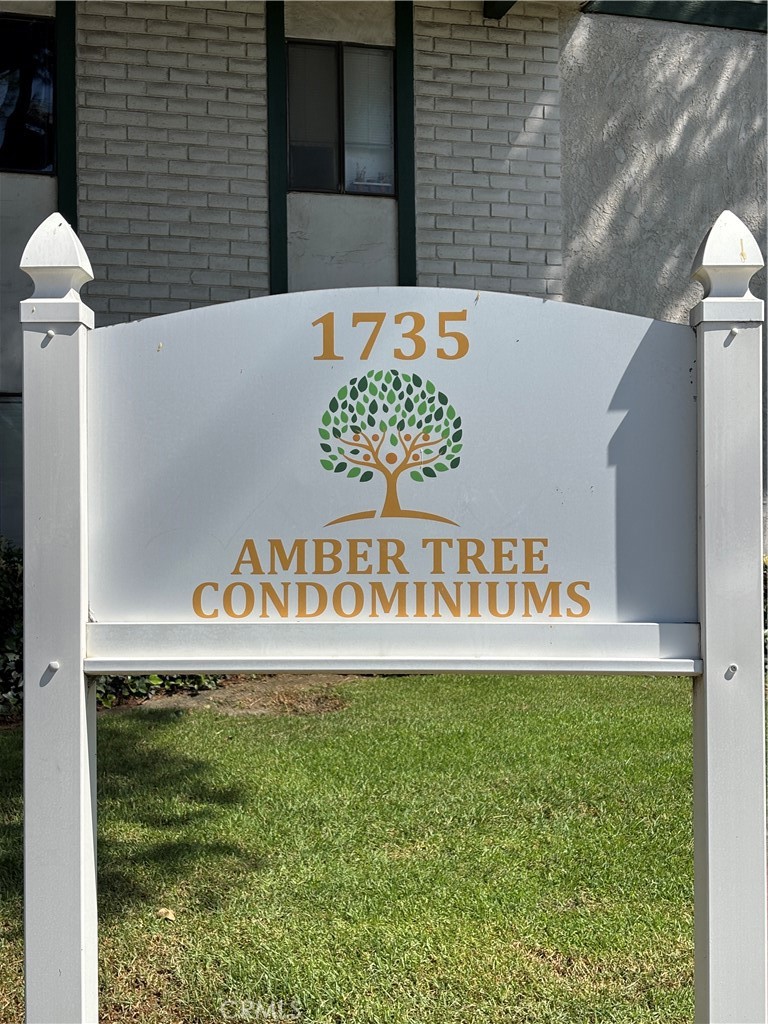 1735
AMBER TREE
CONDOMINIUMS
CRMLS